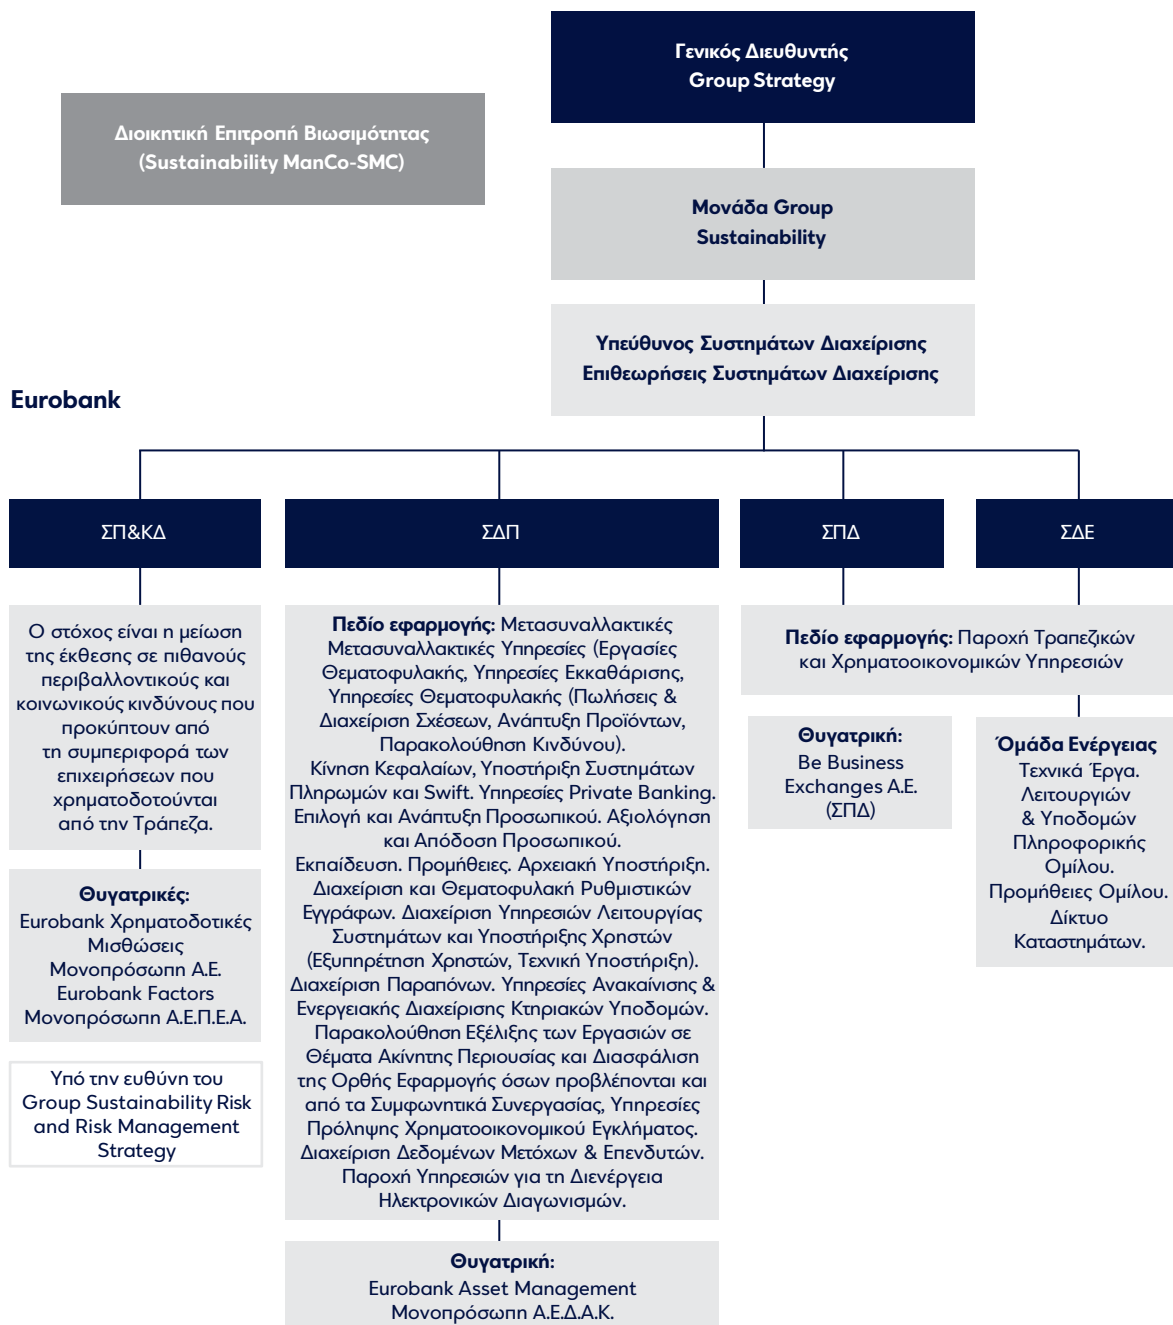 Γενικός Διευθυντής
Group Strategy
Διοικητική Επιτροπή Βιωσιμότητας
(Sustainability ManCo-SMC)
Μονάδα Group
Sustainability
Υπεύθυνος Συστημάτων Διαχείρισης
Επιθεωρήσεις Συστημάτων Διαχείρισης
Eurobank
ΣΠ&ΚΔ
Ο στόχος είναι η μείωση
της έκθεσης σε πιθανούς
περιβαλλοντικούς και
κοινωνικούς κινδύνους που
προκύπτουν από
τη συμπεριφορά των
επιχειρήσεων που
χρηματοδοτούνται
από την Τράπεζα.
Θυγατρικές:
Eurobank Χρηματοδοτικές
Μισθώσεις
Μονοπρόσωπη Α.Ε.
Eurobank Factors
Μονοπρόσωπη Α.Ε.Π.Ε.Α.
Υπό την ευθύνη του
Group Sustainability Risk
and Risk Management
Strategy
ΣΔΠ
Πεδίο εφαρμογής: Μετασυναλλακτικές
Μετασυναλλακτικές Υπηρεσίες (Εργασίες
Θεματοφυλακής, Υπηρεσίες Εκκαθάρισης,
Υπηρεσίες Θεματοφυλακής (Πωλήσεις &
Διαχείριση Σχέσεων, Ανάπτυξη Προϊόντων,
Παρακολούθηση Κινδύνου).
Κίνηση Κεφαλαίων, Υποστήριξη Συστημάτων
Πληρωμών και Swift. Υπηρεσίες Private Banking.
Επιλογή και Ανάπτυξη Προσωπικού. Αξιολόγηση
και Απόδοση Προσωπικού.
Εκπαίδευση. Προμήθειες. Αρχειακή Υποστήριξη.
Διαχείριση και Θεματοφυλακή Ρυθμιστικών
Εγγράφων. Διαχείριση Υπηρεσιών Λειτουργίας
Συστημάτων και Υποστήριξης Χρηστών
(Εξυπηρέτηση Χρηστών, Τεχνική Υποστήριξη).
Διαχείριση Παραπόνων. Υπηρεσίες Ανακαίνισης &
Ενεργειακής Διαχείρισης Κτηριακών Υποδομών.
Παρακολούθηση Εξέλιξης των Εργασιών σε
Θέματα Ακίνητης Περιουσίας και Διασφάλιση
της Ορθής Εφαρμογής όσων προβλέπονται και
από τα Συμφωνητικά Συνεργασίας, Υπηρεσίες
Πρόληψης Χρηματοοικονομικού Εγκλήματος.
Διαχείριση Δεδομένων Μετόχων & Επενδυτών.
Παροχή Υπηρεσιών για τη Διενέργεια
Ηλεκτρονικών Διαγωνισμών.
Θυγατρική:
Eurobank Asset Management
Μονοπρόσωπη Α.Ε.Δ.Α.Κ.
ΣΠΔ
ΣΔΕ
Πεδίο εφαρμογής: Παροχή Τραπεζικών
και Χρηματοοικονομικών Υπηρεσιών
Θυγατρική:
Be Business
Exchanges Α.Ε.
(ΣΠΔ)
Όμάδα Ενέργειας
Τεχνικά Έργα.
Λειτουργιών
& Υποδομών
Πληροφορικής
Ομίλου.
Προμήθειες Ομίλου.
Δίκτυο
Καταστημάτων.